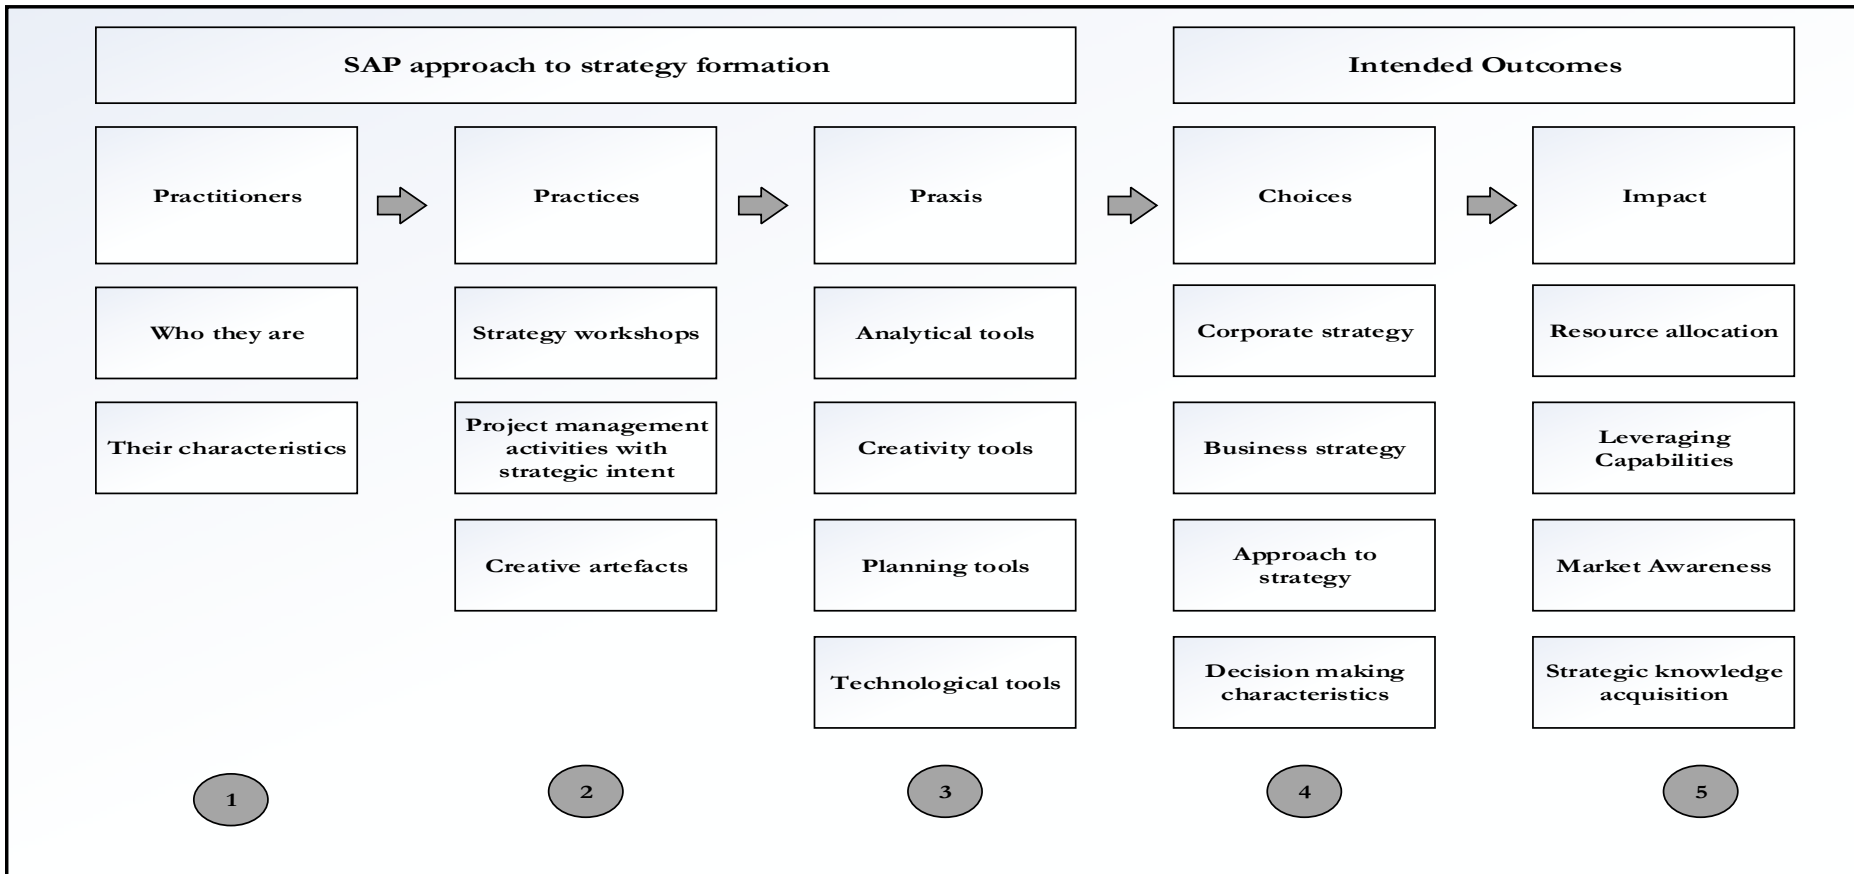 SAP approach to strategy formation
Intended Outcomes
Practitioners
Practices
Praxis
Choices
Impact
Who they are
Strategy workshops
Analytical tools
Corporate strategy
Resource allocation
Their characteristics
Project management
activities with
strategic intent
Creativity tools
Business strategy
Leveraging
Capabilities
Creative artefacts
Planning tools
Approach to
strategy
Market Awareness
Technological tools
Decision making
characteristics
Strategic knowledge
acquisition
1
2
3
4
5